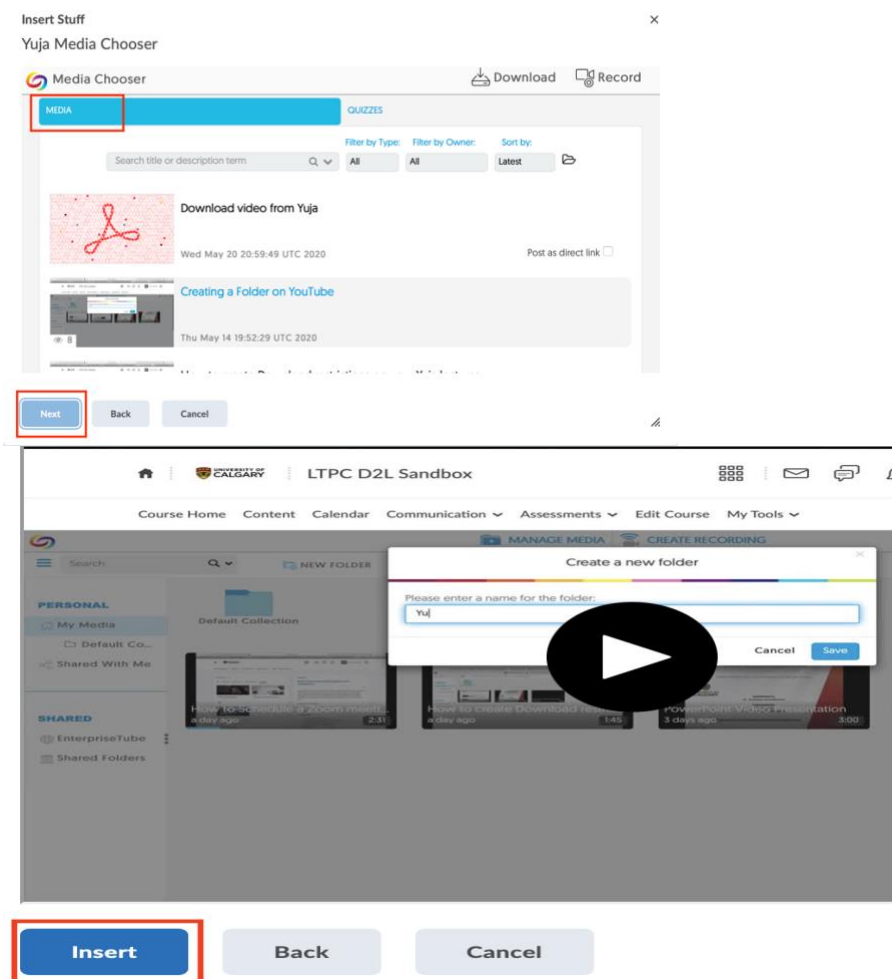 Insert Stuff
Yuja Media Chooser
Media Chooser
Download
Record
MEDIA
QUIZZES
Filter by Type:
Filter by Owner:
Sort by:
Search title or description term
All
All
Latest
Download video from Yuja
Wed May 20 20:59:49 UTC 2020
Post as direct link
Creating a Folder on YouTube
8
Thu May 14 19:52:29 UTC 2020
Next
Back
Cancel
UNIVERSITY OF
CALGARY
LTPC D2L Sandbox
Course Home
Content
Calendar
Communication
Assessments
Edit Course
My Tools
MANAGE MEDIA
CREATE RECORDING
Search
NEW FOLDER
Create a new folder
Please enter a name for the folder:
Yu
Cancel
Save
PERSONAL
My Media
Default Co...
Shared With Me
SHARED
EnterpriseTube
Shared Folders
Default Collection
How to Schedule a Zoom meeti...
a day ago
2:31
How to Create Download rest
a day ago
1:45
PowerPoint Video Presentation
3 days ago
3:00
Insert
Back
Cancel